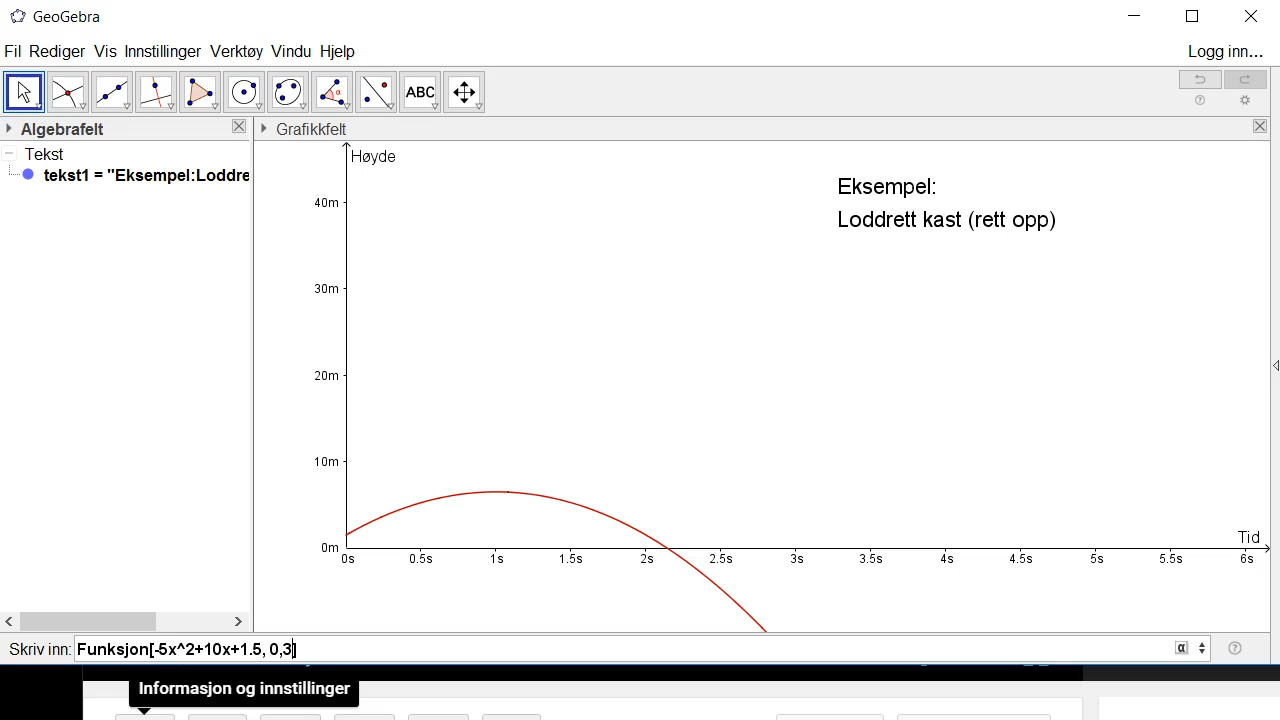 GeoGebra
Fil Rediger Vis Innstillinger Verktøy Vindu Hjelp
Logg inn...
α
ABC
Algebrafelt
Grafikkfelt
Tekst
tekst1 = "Eksempel:Loddre
Høyde
Eksempel:
Loddrett kast (rett opp)
40m
30m
20m
10m
0m
Tid
0s 0.5s 1s 1.5s 2s 2.5s 3s 3.5s 4s 4.5s 5s 5.5s 6s
Skriv inn: Funksjon[-5x^2+10x+1.5, 0,3] α
Informasjon og innstillinger